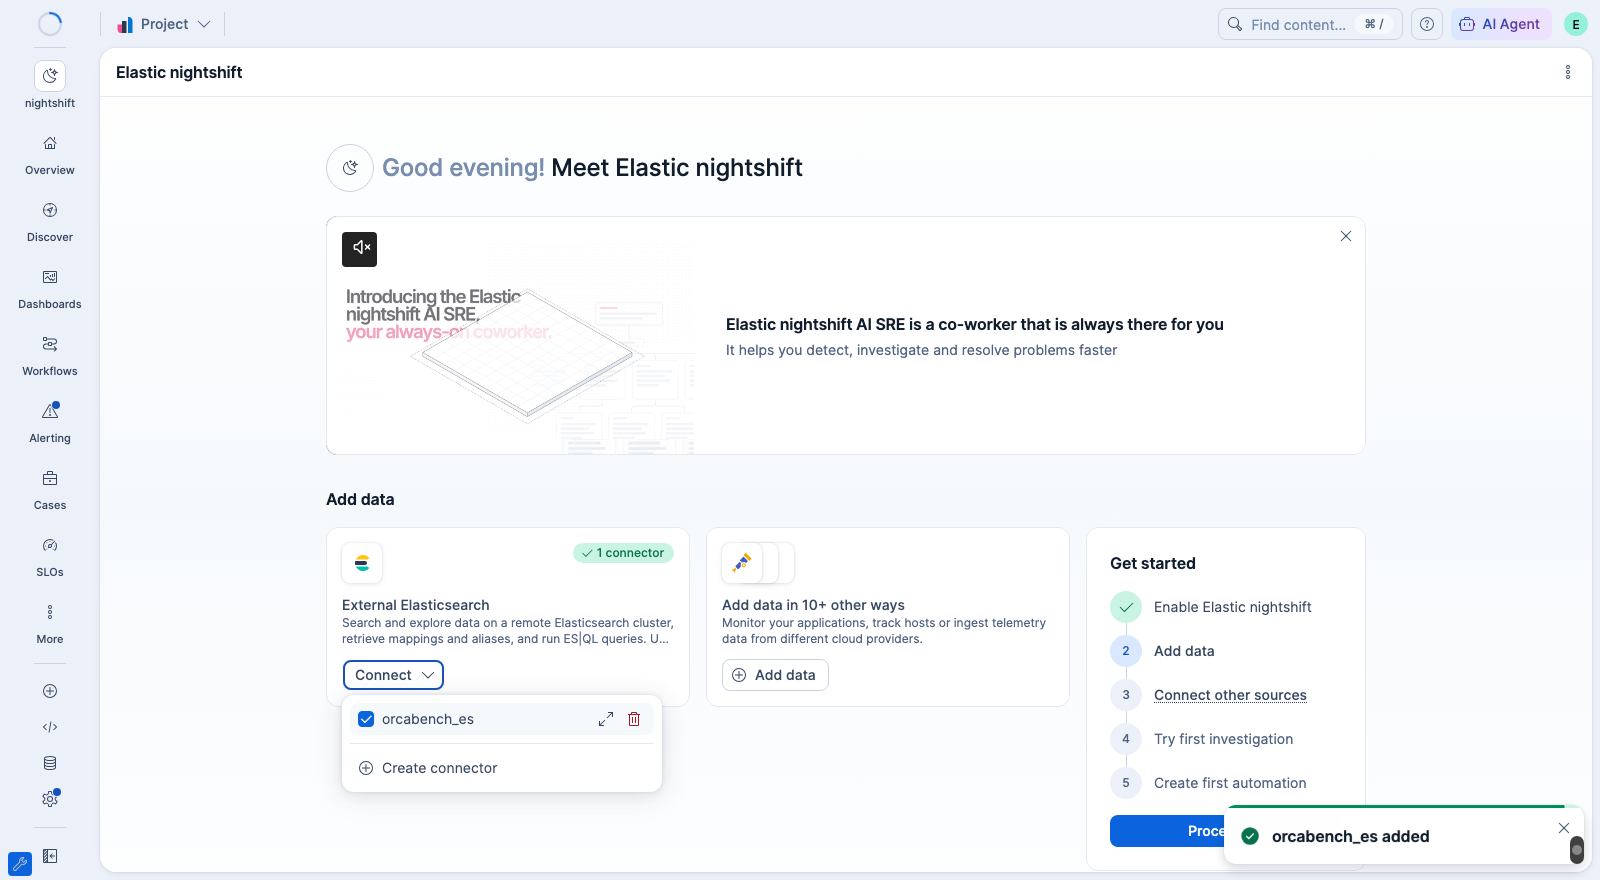 Project
Find content...
⌘ /
AI Agent
E
nightshift
Overview
Discover
Dashboards
Workflows
Alerting
Cases
SLOs
More
Elastic nightshift
Good evening! Meet Elastic nightshift
Introducing the Elastic
nightshift AI SRE,
your always-on coworker.
Elastic nightshift AI SRE is a co-worker that is always there for you
It helps you detect, investigate and resolve problems faster
Add data
1 connector
External Elasticsearch
Search and explore data on a remote Elasticsearch cluster,
retrieve mappings and aliases, and run ES|QL queries. U...
Connect
orcabench_es
Create connector
Add data in 10+ other ways
Monitor your applications, track hosts or ingest telemetry
data from different cloud providers.
Add data
Get started
Enable Elastic nightshift
2 Add data
3 Connect other sources
4 Try first investigation
5 Create first automation
Proce
orcabench_es added